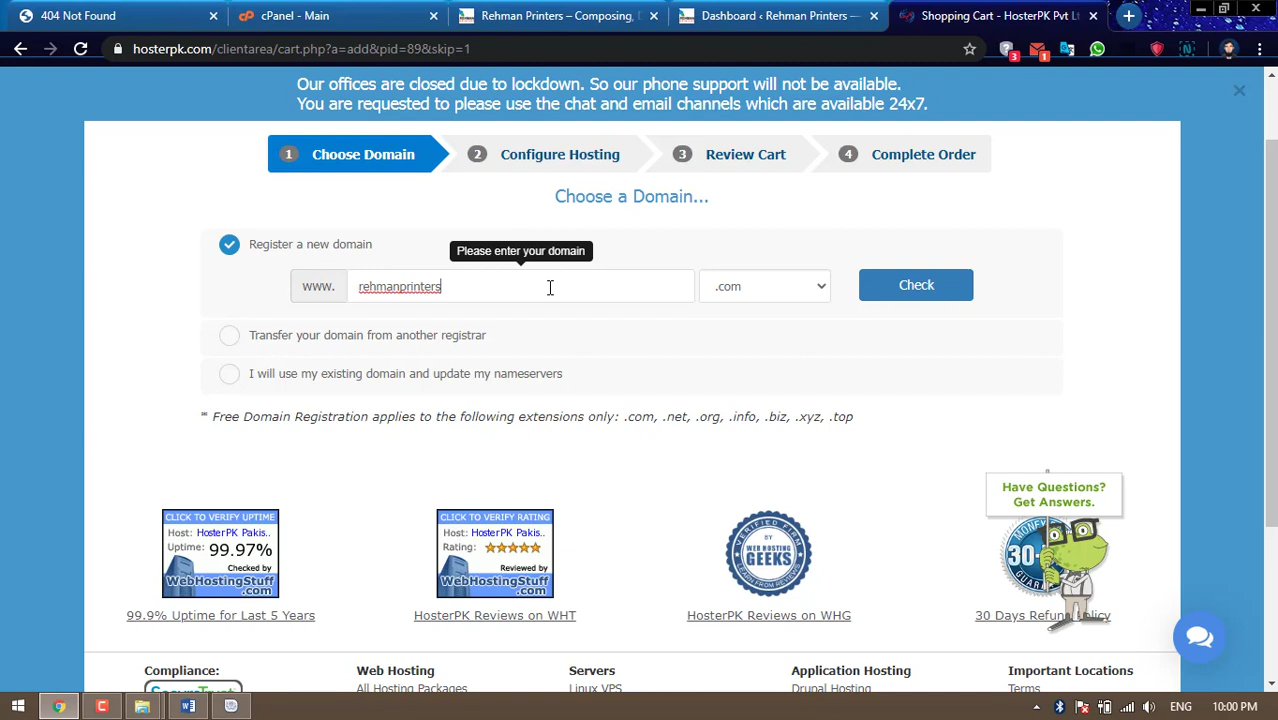 404 Not Found
cPanel - Main
Rehman Printers – Composing, D
Dashboard ‹ Rehman Printers —
Shopping Cart - HosterPK Pvt Lt
hosterpk.com/clientarea/cart.php?a=add&pid=89&skip=1
3
1
Our offices are closed due to lockdown. So our phone support will not be available.
You are requested to please use the chat and email channels which are available 24x7.
1 Choose Domain
2 Configure Hosting
3 Review Cart
4 Complete Order
Choose a Domain...
Register a new domain
Please enter your domain
www.
rehmanprinters
.com
Check
Transfer your domain from another registrar
I will use my existing domain and update my nameservers
* Free Domain Registration applies to the following extensions only: .com, .net, .org, .info, .biz, .xyz, .top
Have Questions?
Get Answers.
CLICK TO VERIFY UPTIME
Host: HosterPK Pakis..
Uptime: 99.97%
Checked by
WebHostingStuff
.com
CLICK TO VERIFY RATING
Host: HosterPK Pakis..
Rating:
Reviewed by
WebHostingStuff
.com
VERIFIED FIRM
BY
WEB HOSTING
GEEKS
MONEY
30-
99.9% Uptime for Last 5 Years
HosterPK Reviews on WHT
HosterPK Reviews on WHG
30 Days Refund Policy
Compliance:
Web Hosting
Servers
Application Hosting
Important Locations
All Hosting Packages
Linux VPS
Drupal Hosting
Terms
ENG
10:00 PM